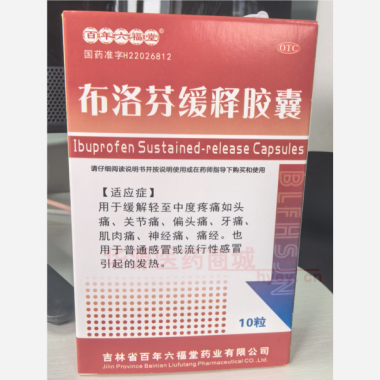 百年六福堂
国药准字H22026812
OTC
布洛芬缓释胶囊
Ibuprofen Sustained-release Capsules
请仔细阅读说明书并按说明使用或在药师指导下购买和使用
【适应症】
用于缓解轻至中度疼痛如头
痛、关节痛、偏头痛、牙痛、
肌肉痛、神经痛、痛经。也
用于普通感冒或流行性感冒
引起的发热。
BLFHSJN
10粒
吉林省百年六福堂药业有限公司
Jilin Province Bainian Liufutang Pharmaceutical CO.,LTD.